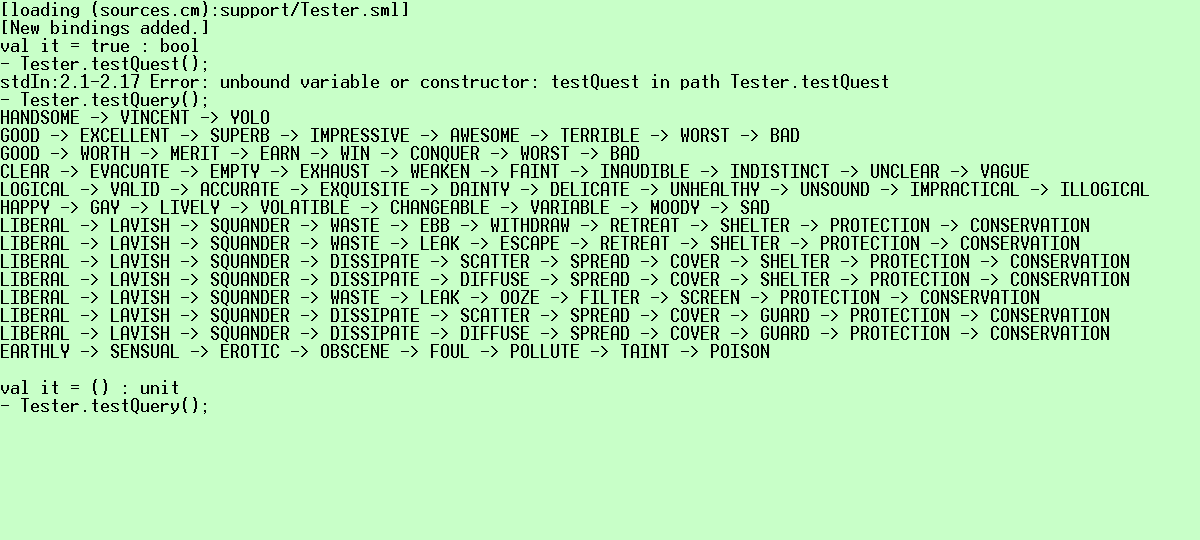 [loading (sources.cm):support/Tester.sml]
[New bindings added.]
val it = true : bool
- Tester.testQuest();
stdIn:2.1-2.17 Error: unbound variable or constructor: testQuest in path Tester.testQuest
- Tester.testQuery();
HANDSOME -> VINCENT -> YOLO
GOOD -> EXCELLENT -> SUPERB -> IMPRESSIVE -> AWESOME -> TERRIBLE -> WORST -> BAD
GOOD -> WORTH -> MERIT -> EARN -> WIN -> CONQUER -> WORST -> BAD
CLEAR -> EVACUATE -> EMPTY -> EXHAUST -> WEAKEN -> FAINT -> INAUDIBLE -> INDISTINCT -> UNCLEAR -> VAGUE
LOGICAL -> VALID -> ACCURATE -> EXQUISITE -> DAINTY -> DELICATE -> UNHEALTHY -> UNSOUND -> IMPRACTICAL -> ILLOGICAL
HAPPY -> GAY -> LIVELY -> VOLATIBLE -> CHANGEABLE -> VARIABLE -> MOODY -> SAD
LIBERAL -> LAVISH -> SQUANDER -> WASTE -> EBB -> WITHDRAW -> RETREAT -> SHELTER -> PROTECTION -> CONSERVATION
LIBERAL -> LAVISH -> SQUANDER -> WASTE -> LEAK -> ESCAPE -> RETREAT -> SHELTER -> PROTECTION -> CONSERVATION
LIBERAL -> LAVISH -> SQUANDER -> DISSIPATE -> SCATTER -> SPREAD -> COVER -> SHELTER -> PROTECTION -> CONSERVATION
LIBERAL -> LAVISH -> SQUANDER -> DISSIPATE -> DIFFUSE -> SPREAD -> COVER -> SHELTER -> PROTECTION -> CONSERVATION
LIBERAL -> LAVISH -> SQUANDER -> WASTE -> LEAK -> OOZE -> FILTER -> SCREEN -> PROTECTION -> CONSERVATION
LIBERAL -> LAVISH -> SQUANDER -> DISSIPATE -> SCATTER -> SPREAD -> COVER -> GUARD -> PROTECTION -> CONSERVATION
LIBERAL -> LAVISH -> SQUANDER -> DISSIPATE -> DIFFUSE -> SPREAD -> COVER -> GUARD -> PROTECTION -> CONSERVATION
EARTHLY -> SENSUAL -> EROTIC -> OBSCENE -> FOUL -> POLLUTE -> TAINT -> POISON
val it = () : unit
- Tester.testQuery();